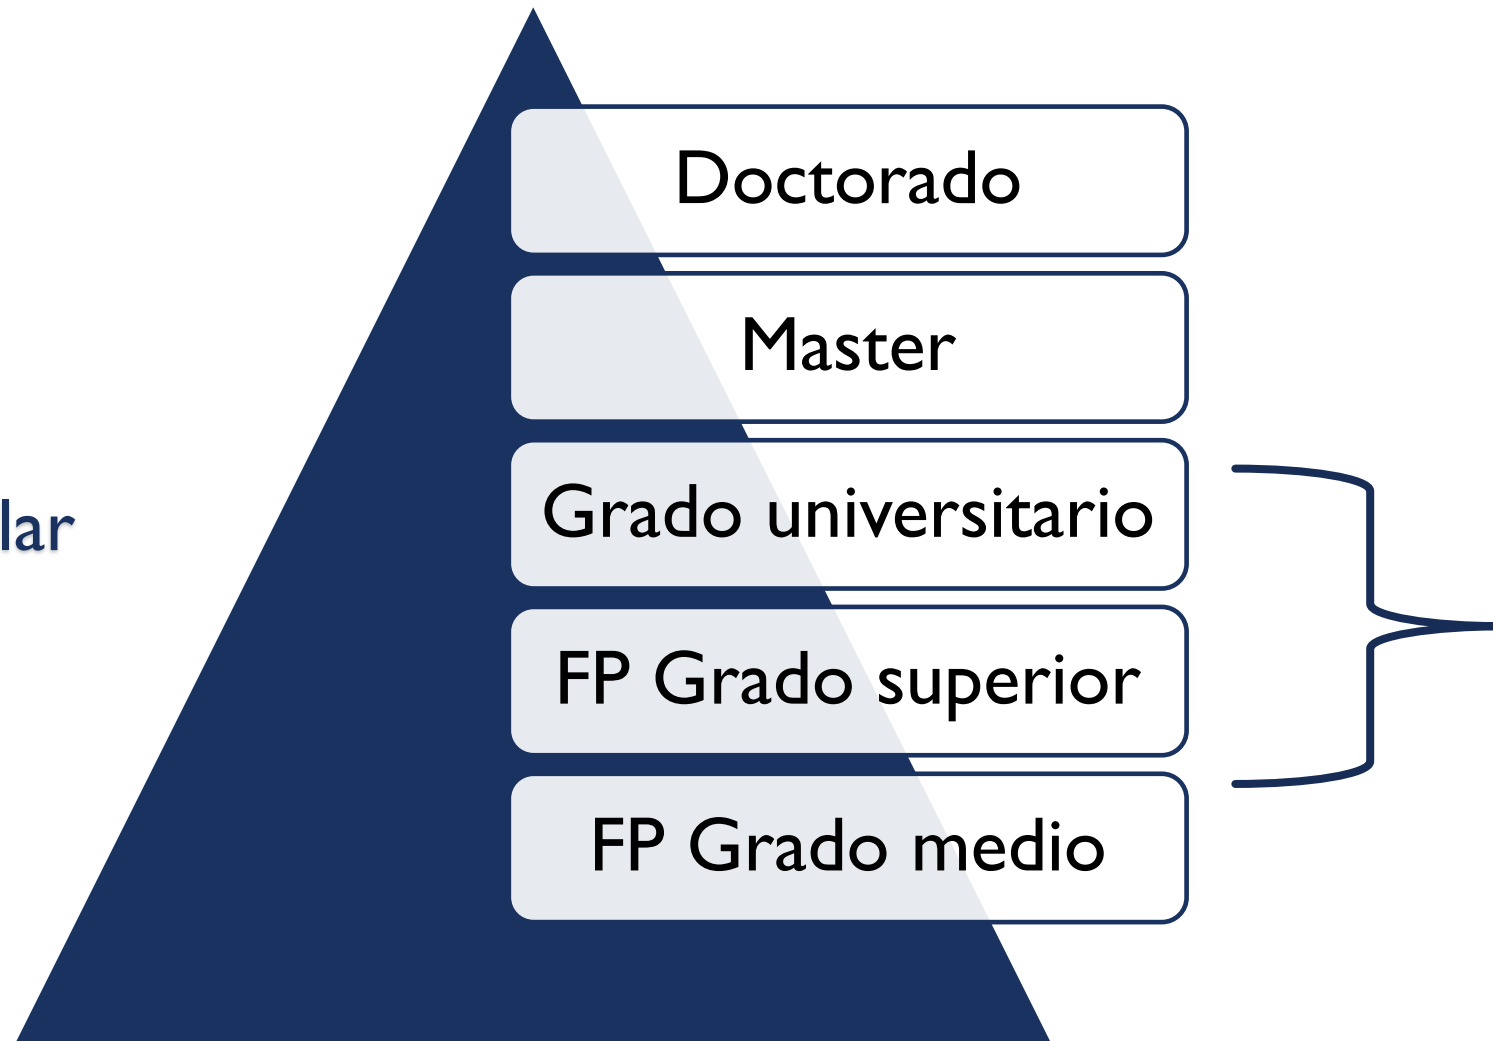 Doctorado
Master
Grado universitario
lar
FP Grado superior
FP Grado medio